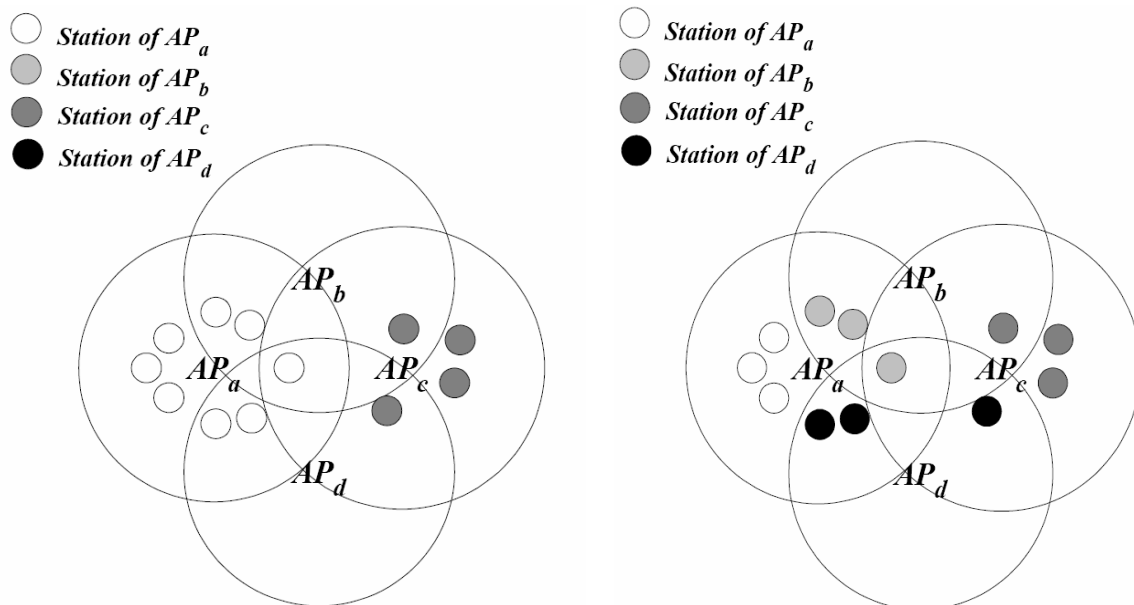 Station of APa
Station of APb
Station of APc
Station of APd
APb
APa
APc
APd
Station of APa
Station of APb
Station of APc
Station of APd
APb
APa
APc
APd